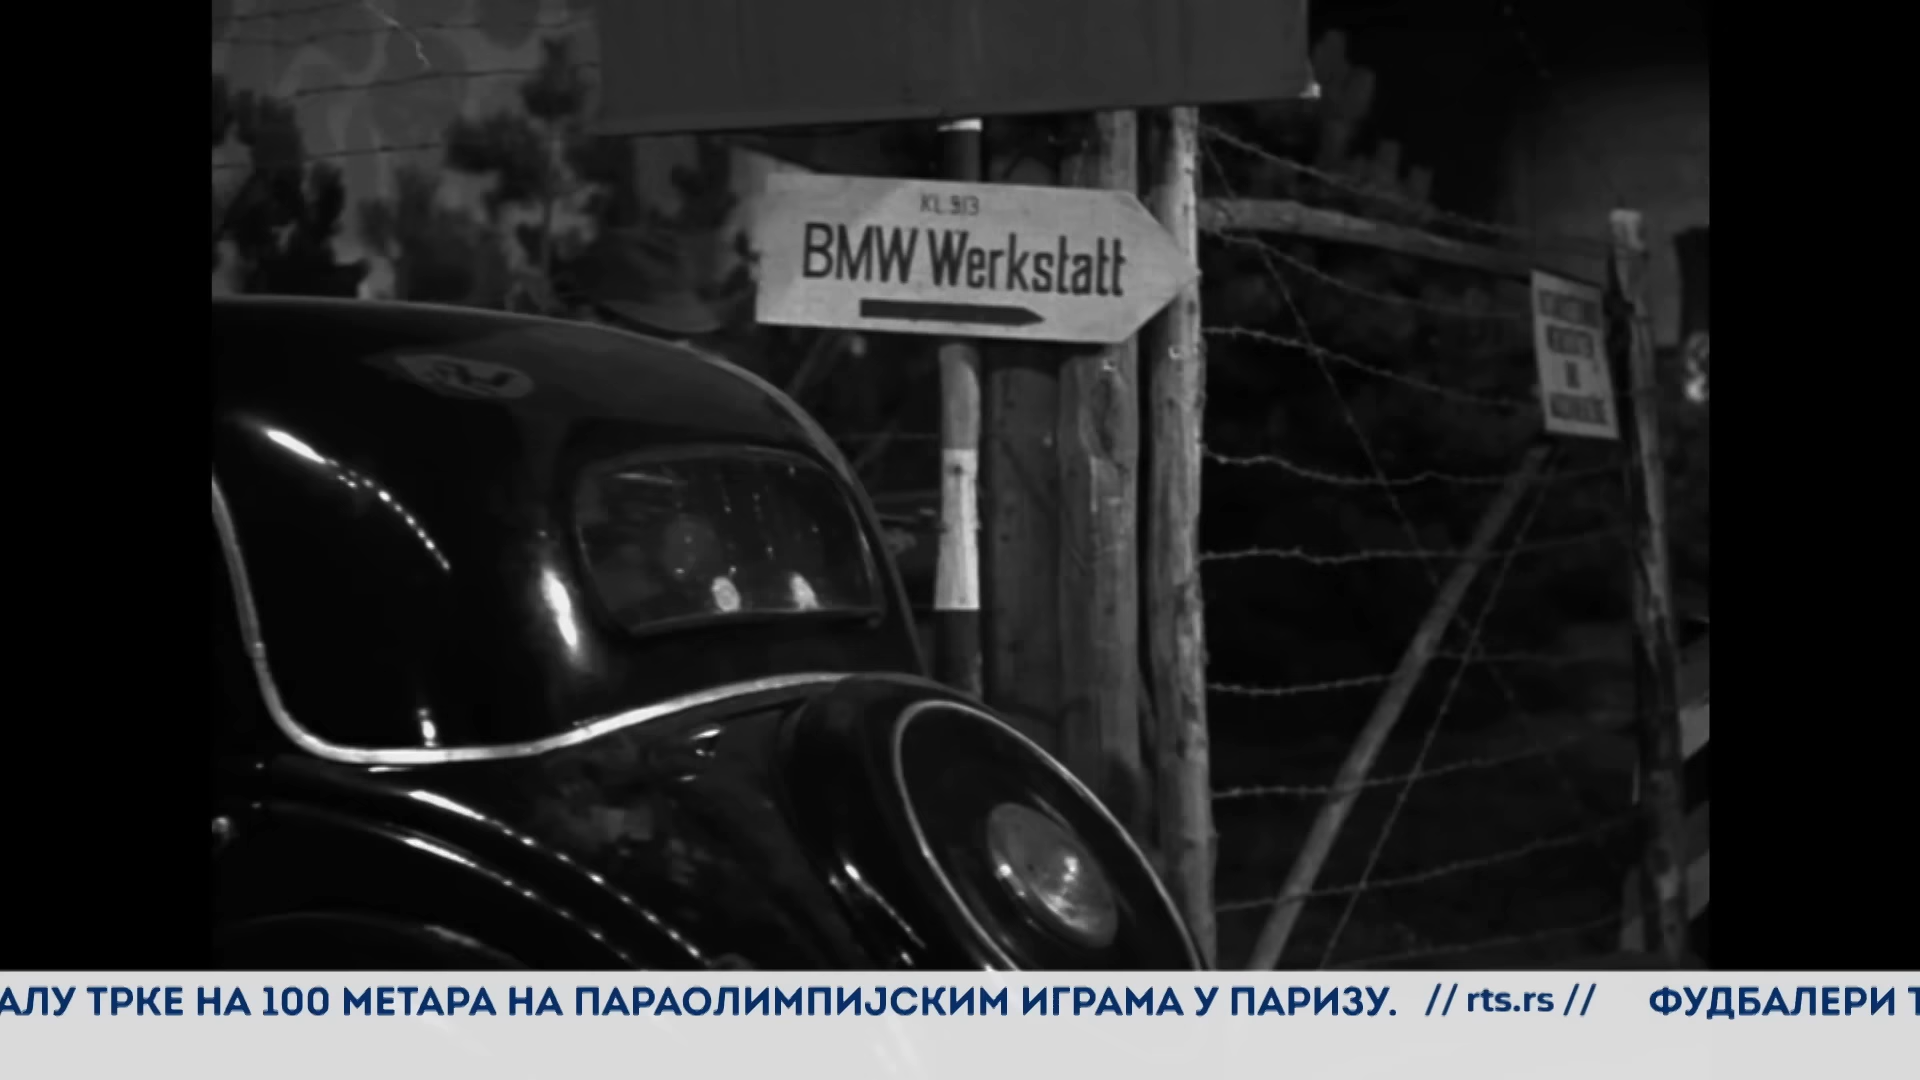 KL.913
BMW Werkstatt
АЛУ ТРКЕ НА 100 МЕТАРА НА ПАРАОЛИМПИЈСКИМ ИГРАМА У ПАРИЗУ. // rts.rs // ФУДБАЛЕРИ Т